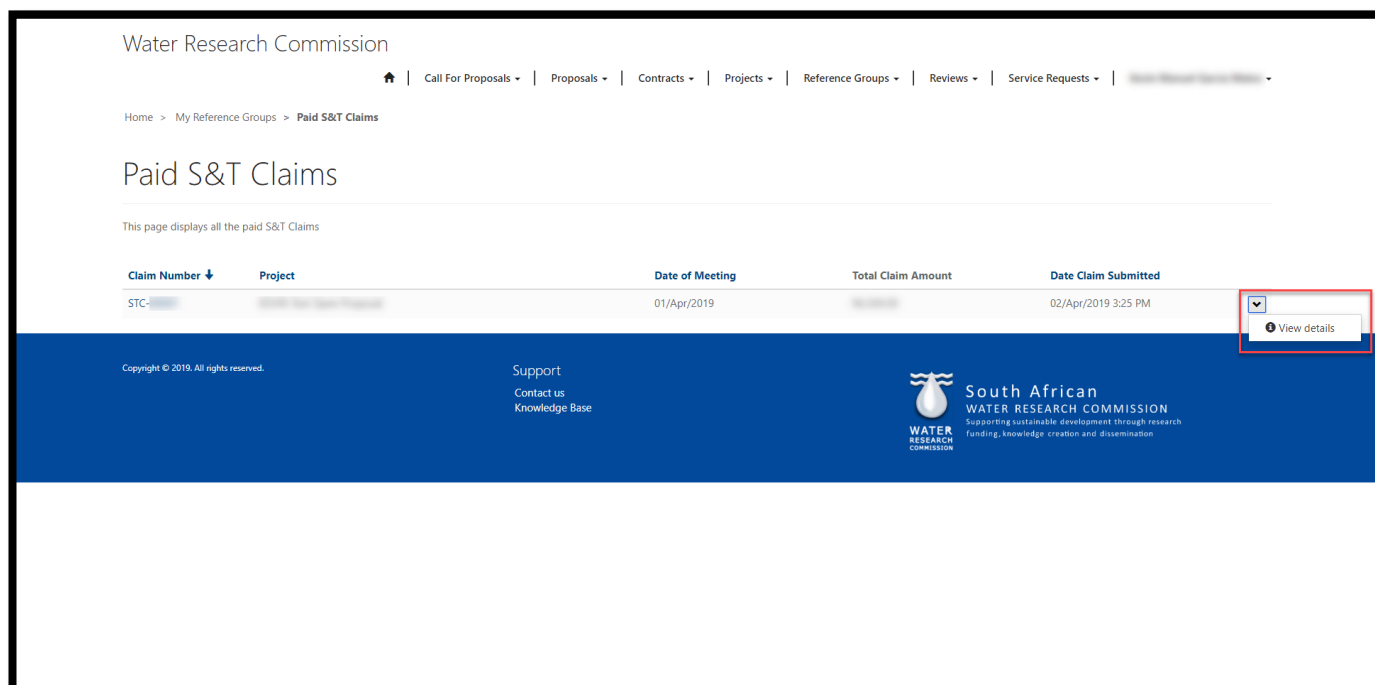 Water Research Commission
Call For Proposals | Proposals | Contracts | Projects | Reference Groups | Reviews | Service Requests |
Home > My Reference Groups > Paid S&T Claims
Paid S&T Claims
This page displays all the paid S&T Claims
Claim Number Project Date of Meeting Total Claim Amount Date Claim Submitted
STC- 01/Apr/2019 02/Apr/2019 3:25 PM
View details
Copyright © 2019. All rights reserved.
Support
Contact us
Knowledge Base
WATER
RESEARCH
COMMISSION
South African
WATER RESEARCH COMMISSION
Supporting sustainable development through research
funding, knowledge creation and dissemination